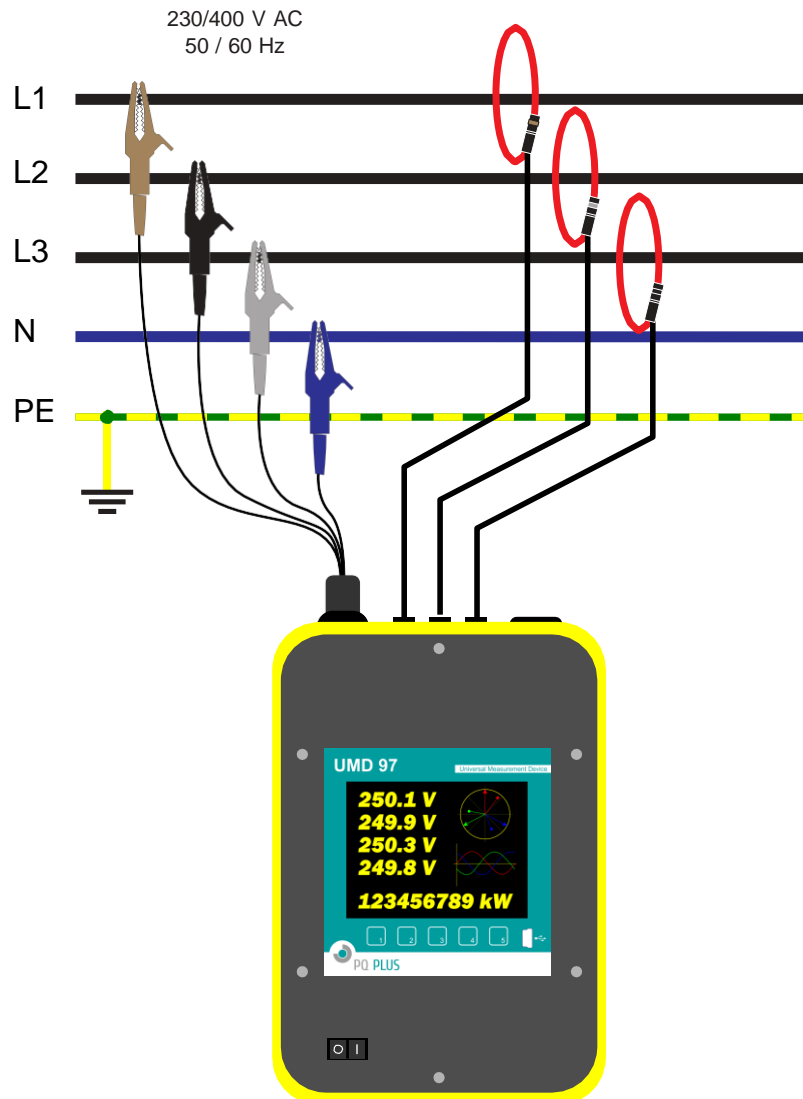 230/400 V AC
50 / 60 Hz
L1
L2
L3
N
PE
UMD 97
Universal Measurement Device
250.1 V
249.9 V
250.3 V
249.8 V
123456789 kW
1 2 3 4 5
PQ PLUS
O I